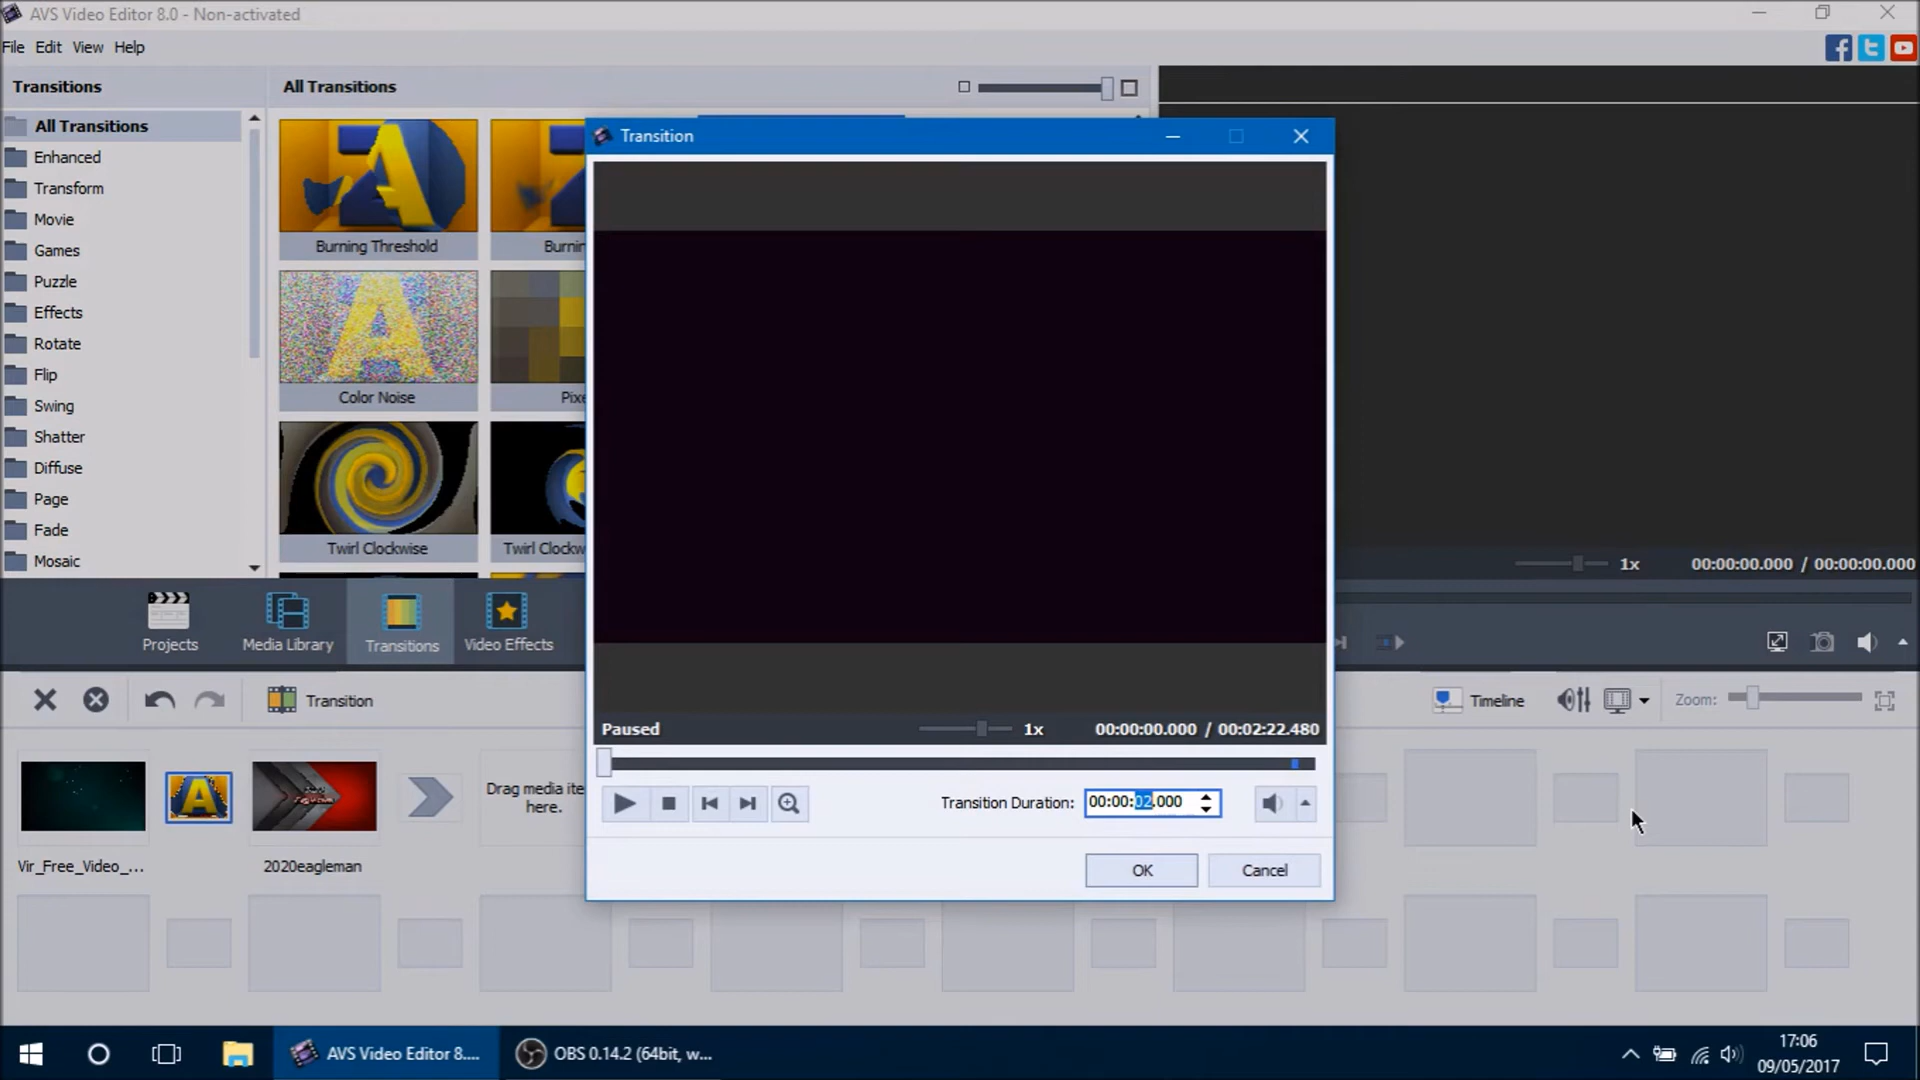 AVS Video Editor 8.0 - Non-activated
File Edit View Help
Transitions
All Transitions
All Transitions
Enhanced
Transform
Movie
Games
Puzzle
Effects
Rotate
Flip
Swing
Shatter
Diffuse
Page
Fade
Mosaic
Burning Threshold
Burnin
Color Noise
Pixe
Twirl Clockwise
Twirl Clockw
Transition
Paused
1x
00:00:00.000 / 00:02:22.480
Transition Duration: 00:00:02.000
OK
Cancel
1x
00:00:00.000 / 00:00:00.000
Projects
Media Library
Transitions
Video Effects
Transition
Timeline
Zoom:
Vir_Free_Video_...
2020eagleman
Drag media ite
here.
AVS Video Editor 8....
OBS 0.14.2 (64bit, w...
17:06
09/05/2017